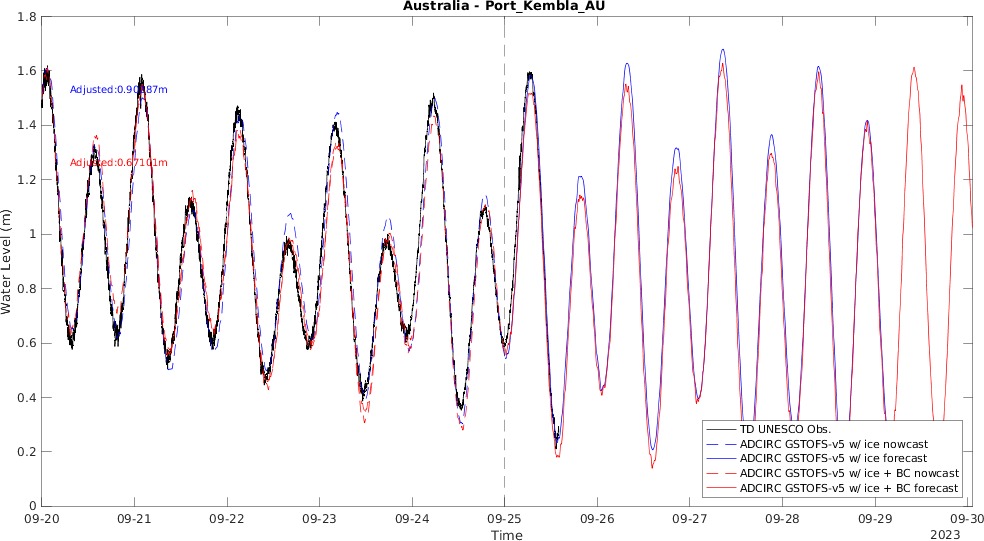 Australia - Port_Kembla_AU
1.8
1.6
1.4
1.2
1
0.8
0.6
0.4
0.2
0
Water Level (m)
Adjusted:0.67101m
TD UNESCO Obs.
ADCIRC GSTOFS-v5 w/ ice nowcast
ADCIRC GSTOFS-v5 w/ ice forecast
ADCIRC GSTOFS-v5 w/ ice + BC nowcast
ADCIRC GSTOFS-v5 w/ ice + BC forecast
09-20 09-21 09-22 09-23 09-24 09-25 09-26 09-27 09-28 09-29 09-30
Time
2023